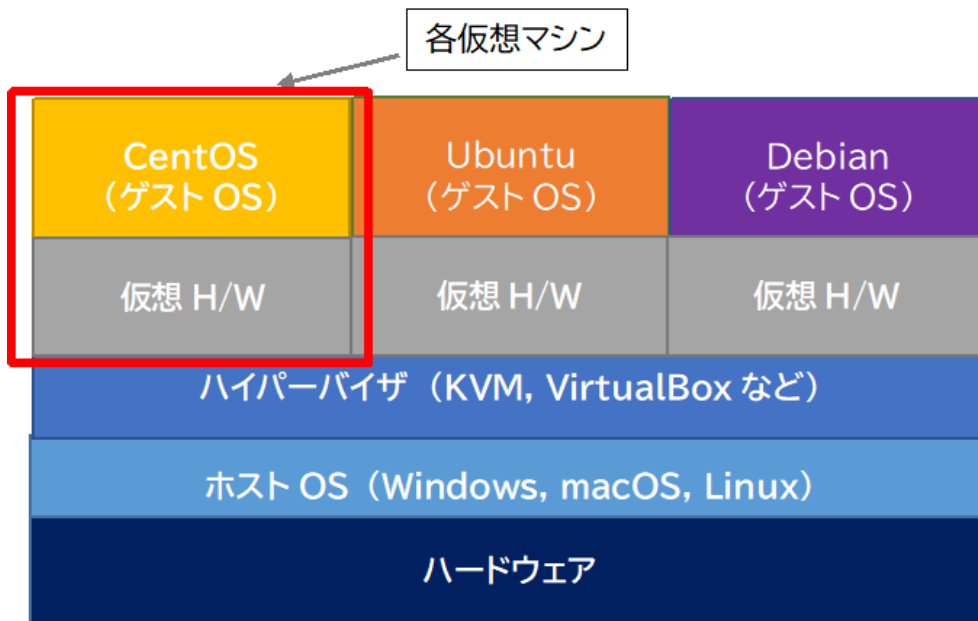 各仮想マシン
CentOS
（ゲスト OS）
Ubuntu
（ゲスト OS）
Debian
（ゲスト OS）
仮想 H/W
仮想 H/W
仮想 H/W
ハイパーバイザ（KVM, VirtualBox など）
ホスト OS（Windows, macOS, Linux）
ハードウェア